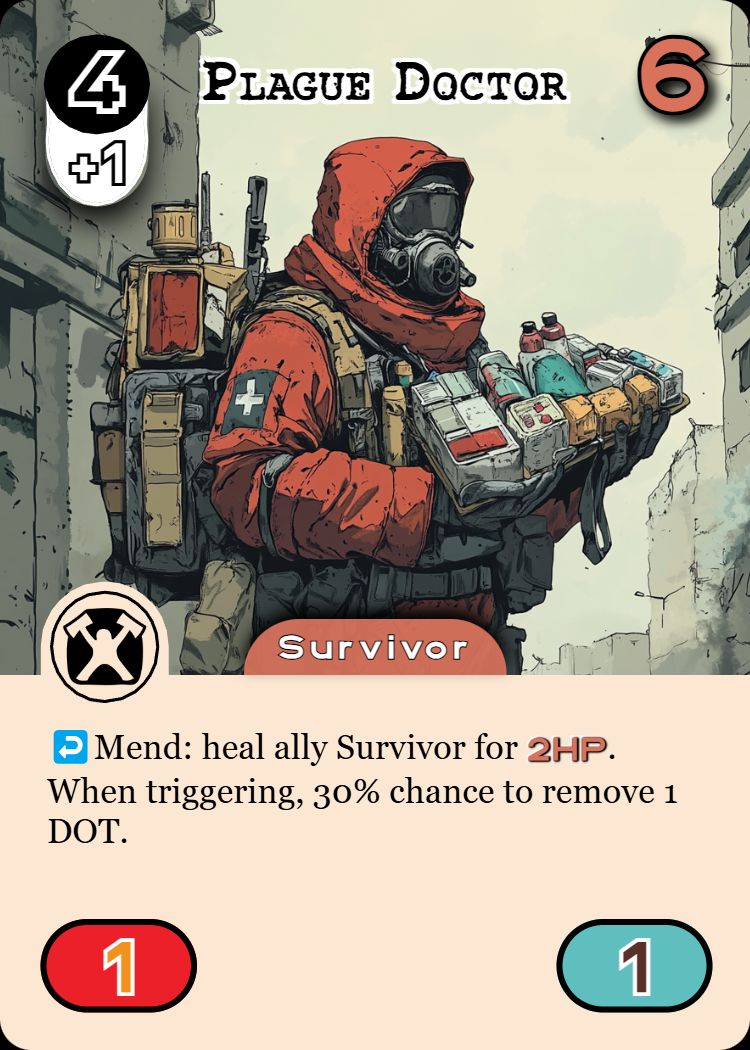 4
Plague Doctor
6
+1
Survivor
↩ Mend: heal ally Survivor for 2HP.
When triggering, 30% chance to remove 1
DOT.
1
1